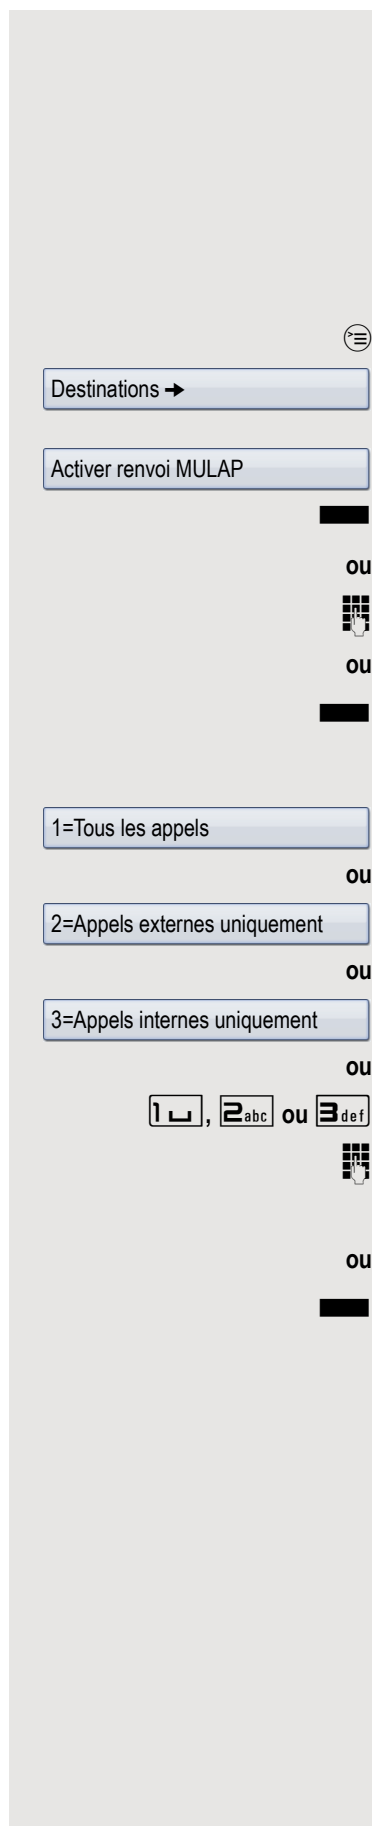 Destinations →
Activer renvoi MULAP
ou
ou
1=Tous les appels
ou
2=Appels externes uniquement
ou
3=Appels internes uniquement
ou
1, 2abc ou 3def
ou